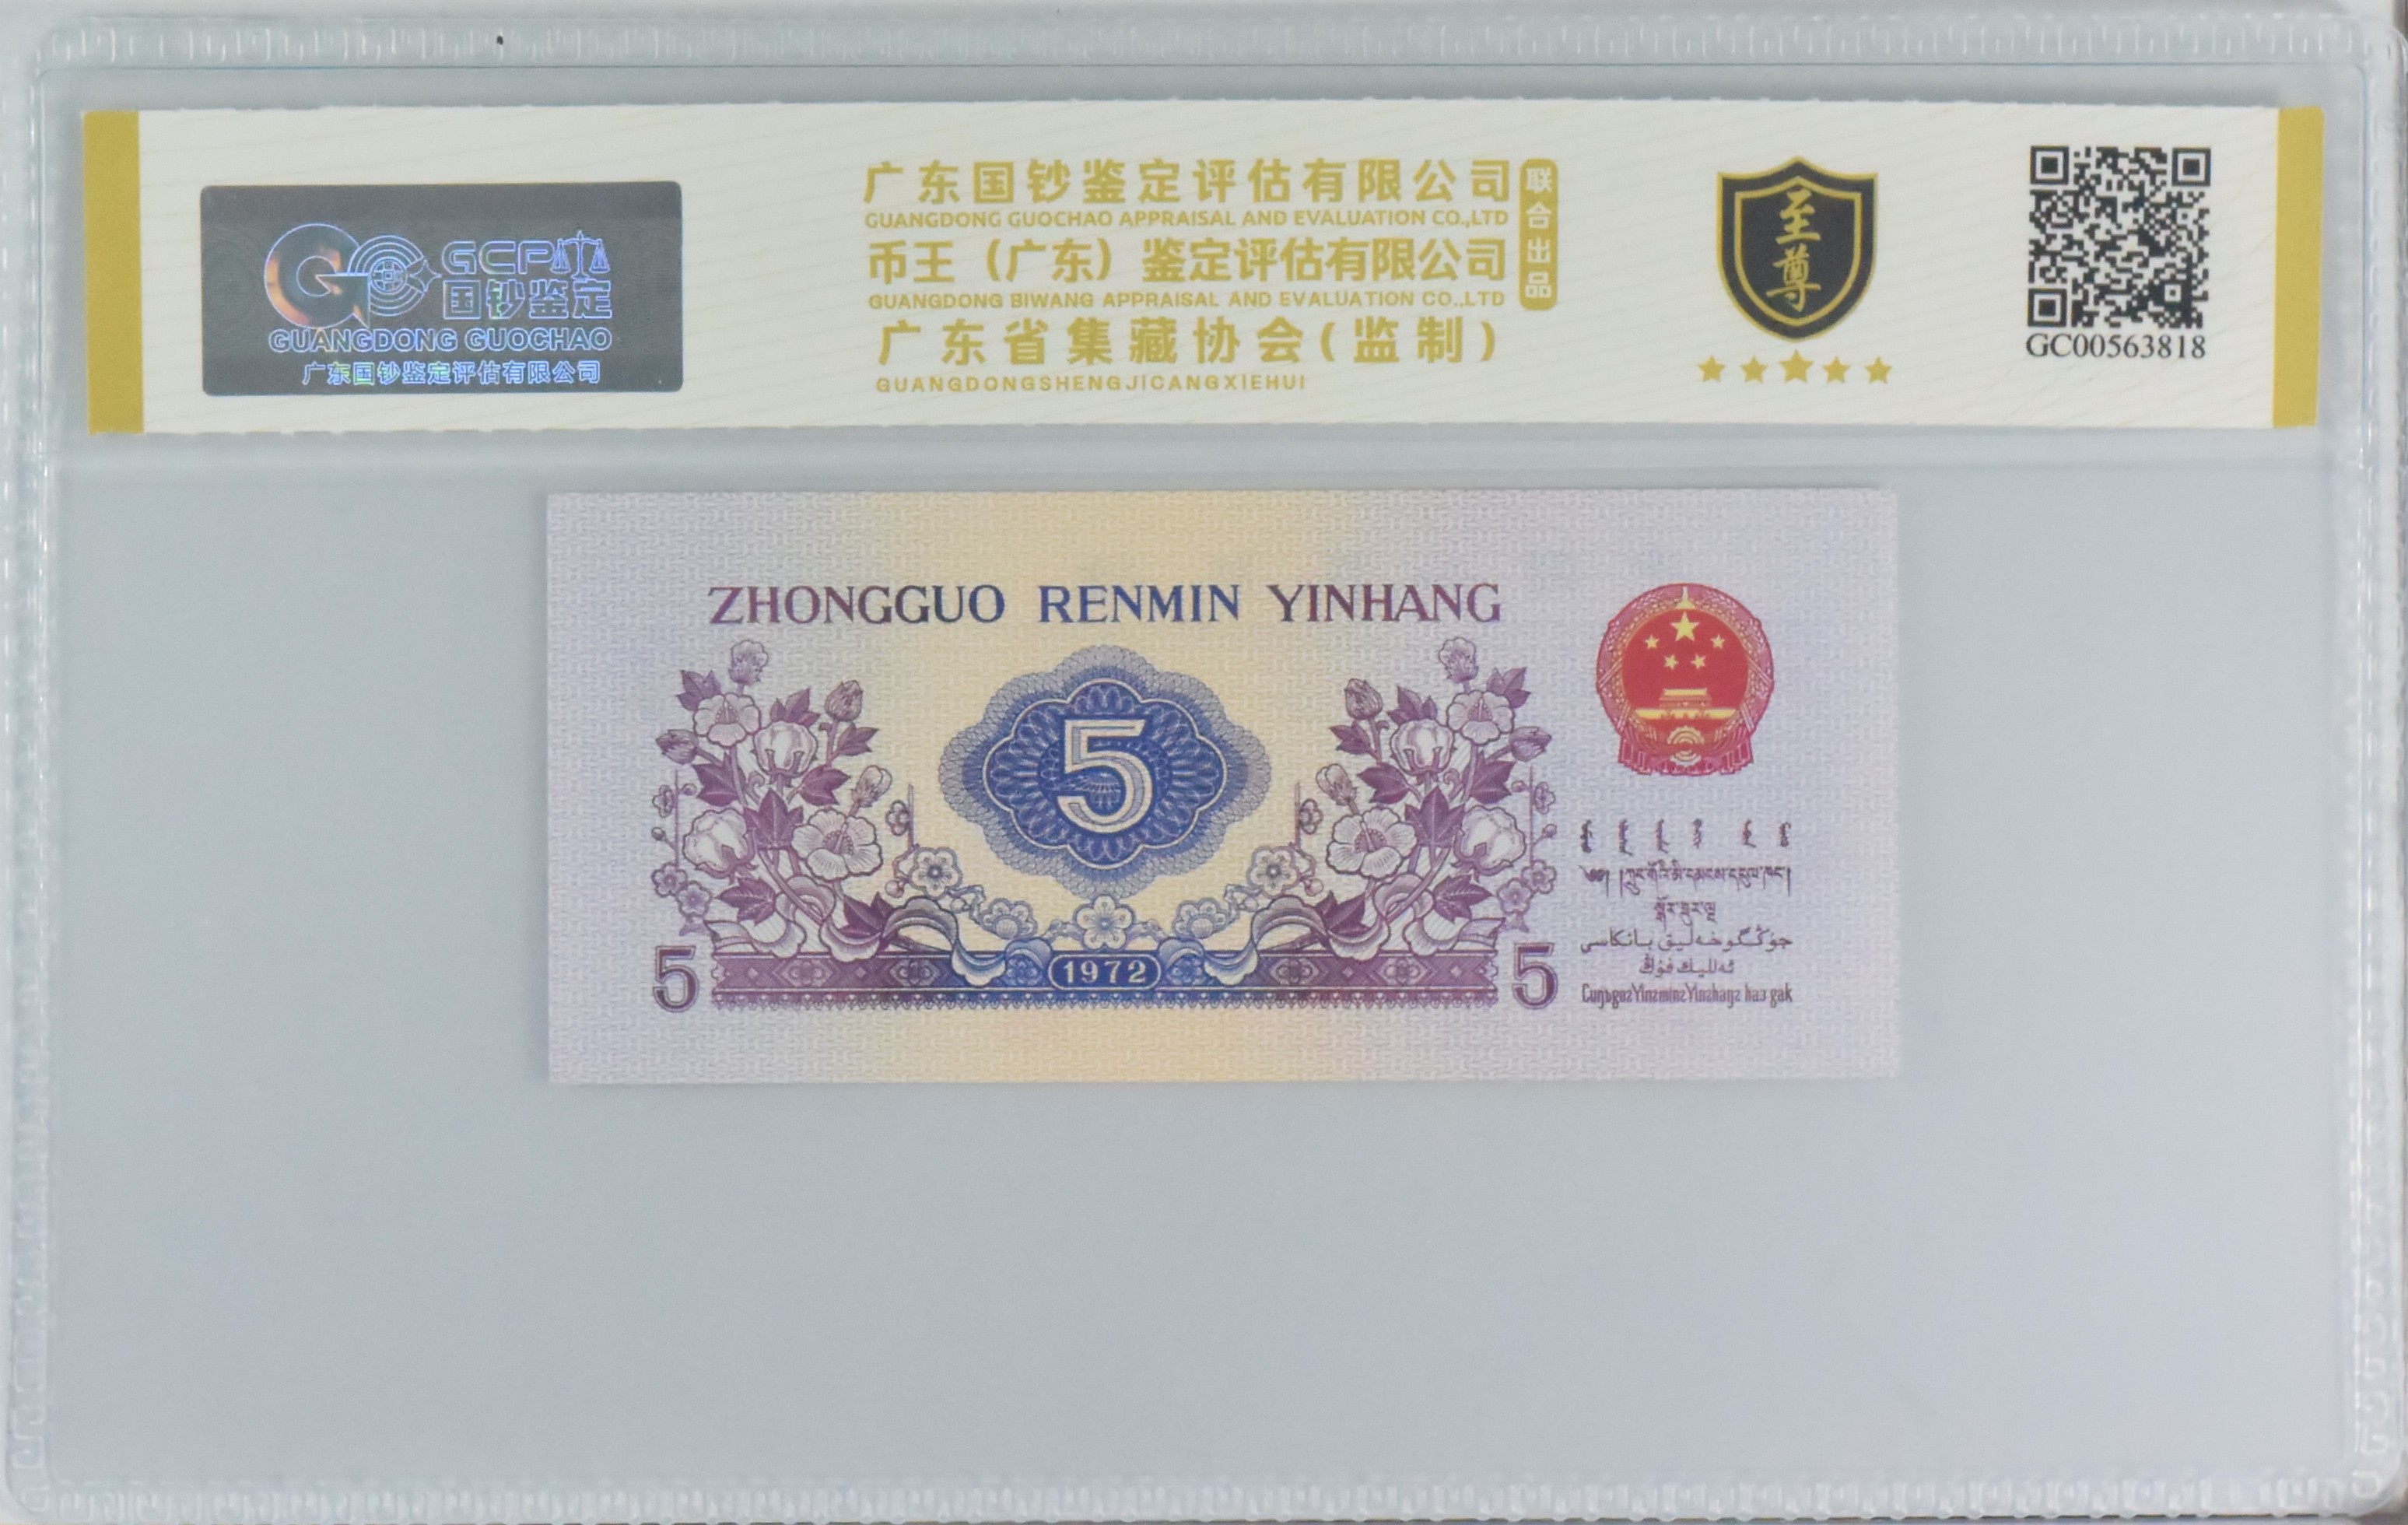 GCP
国钞鉴定
GUANGDONG GUOCHAO
广东国钞鉴定评估有限公司
广东国钞鉴定评估有限公司
GUANGDONG GUOCHAO APPRAISAL AND EVALUATION CO.,LTD
币王（广东）鉴定评估有限公司
GUANGDONG BIWANG APPRAISAL AND EVALUATION CO.,LTD
广东省集藏协会(监制)
GUANGDONGSHENGJICANGXIEHUI
联合出品
至尊
GC00563818
ZHONGGUO RENMIN YINHANG
5
5
1972
5
جۇڭگو خەلىق بانكاسى